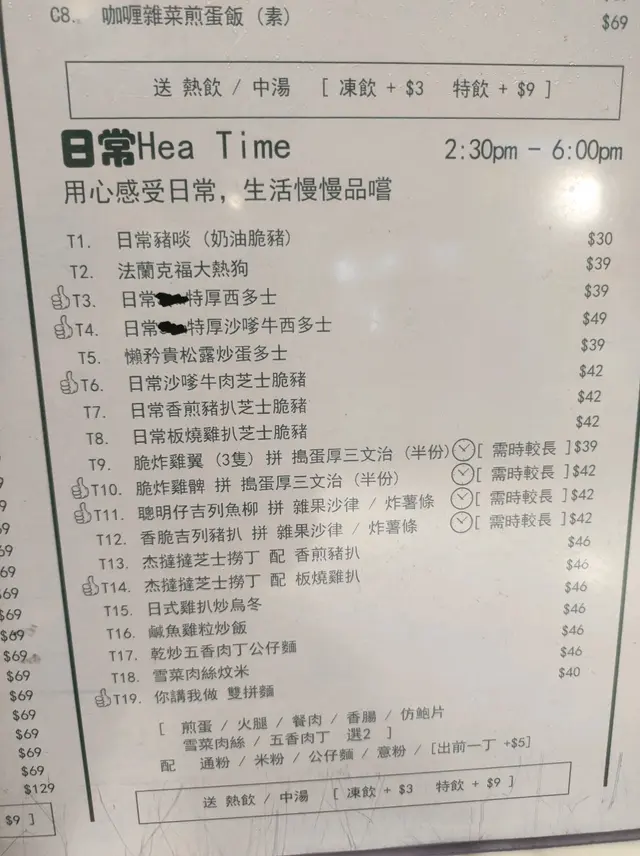 C8. 咖喱雜菜煎蛋飯 (素) $69
送 熱飲 / 中湯 [ 凍飲 + $3 特飲 + $9 ]
日常Hea Time 2:30pm - 6:00pm
用心感受日常, 生活慢慢品嚐
T1. 日常豬啖 (奶油脆豬) $30
T2. 法蘭克福大熱狗 $39
T3. 日常特厚西多士 $39
T4. 日常特厚沙嗲牛西多士 $49
T5. 懶矜貴松露炒蛋多士 $39
T6. 日常沙嗲牛肉芝士脆豬 $42
T7. 日常香煎豬扒芝士脆豬 $42
T8. 日常板燒雞扒芝士脆豬 $42
T9. 脆炸雞翼 (3隻) 拼 搗蛋厚三文治 (半份) [ 需時較長 ] $39
T10. 脆炸雞髀 拼 搗蛋厚三文治 (半份) [ 需時較長 ] $42
T11. 聰明仔吉列魚柳 拼 雜果沙律 / 炸薯條 [ 需時較長 ] $42
T12. 香脆吉列豬扒 拼 雜果沙律 / 炸薯條 [ 需時較長 ] $42
T13. 杰撻撻芝士撈丁 配 香煎豬扒 $46
T14. 杰撻撻芝士撈丁 配 板燒雞扒 $46
T15. 日式雞扒炒烏冬 $46
T16. 鹹魚雞粒炒飯 $46
T17. 乾炒五香肉丁公仔麵 $46
T18. 雪菜肉絲炆米 $46
T19. 你講我做 雙拼麵 $40
[ 煎蛋 / 火腿 / 餐肉 / 香腸 / 仿鮑片
雪菜肉絲 / 五香肉丁 選2 ]
配 通粉 / 米粉 / 公仔麵 / 意粉 / [出前一丁 +$5]
送 熱飲 / 中湯 [ 凍飲 + $3 特飲 + $9 ]
$69
$69
$69
$69
$69
$69
$69
$129
$9 ]